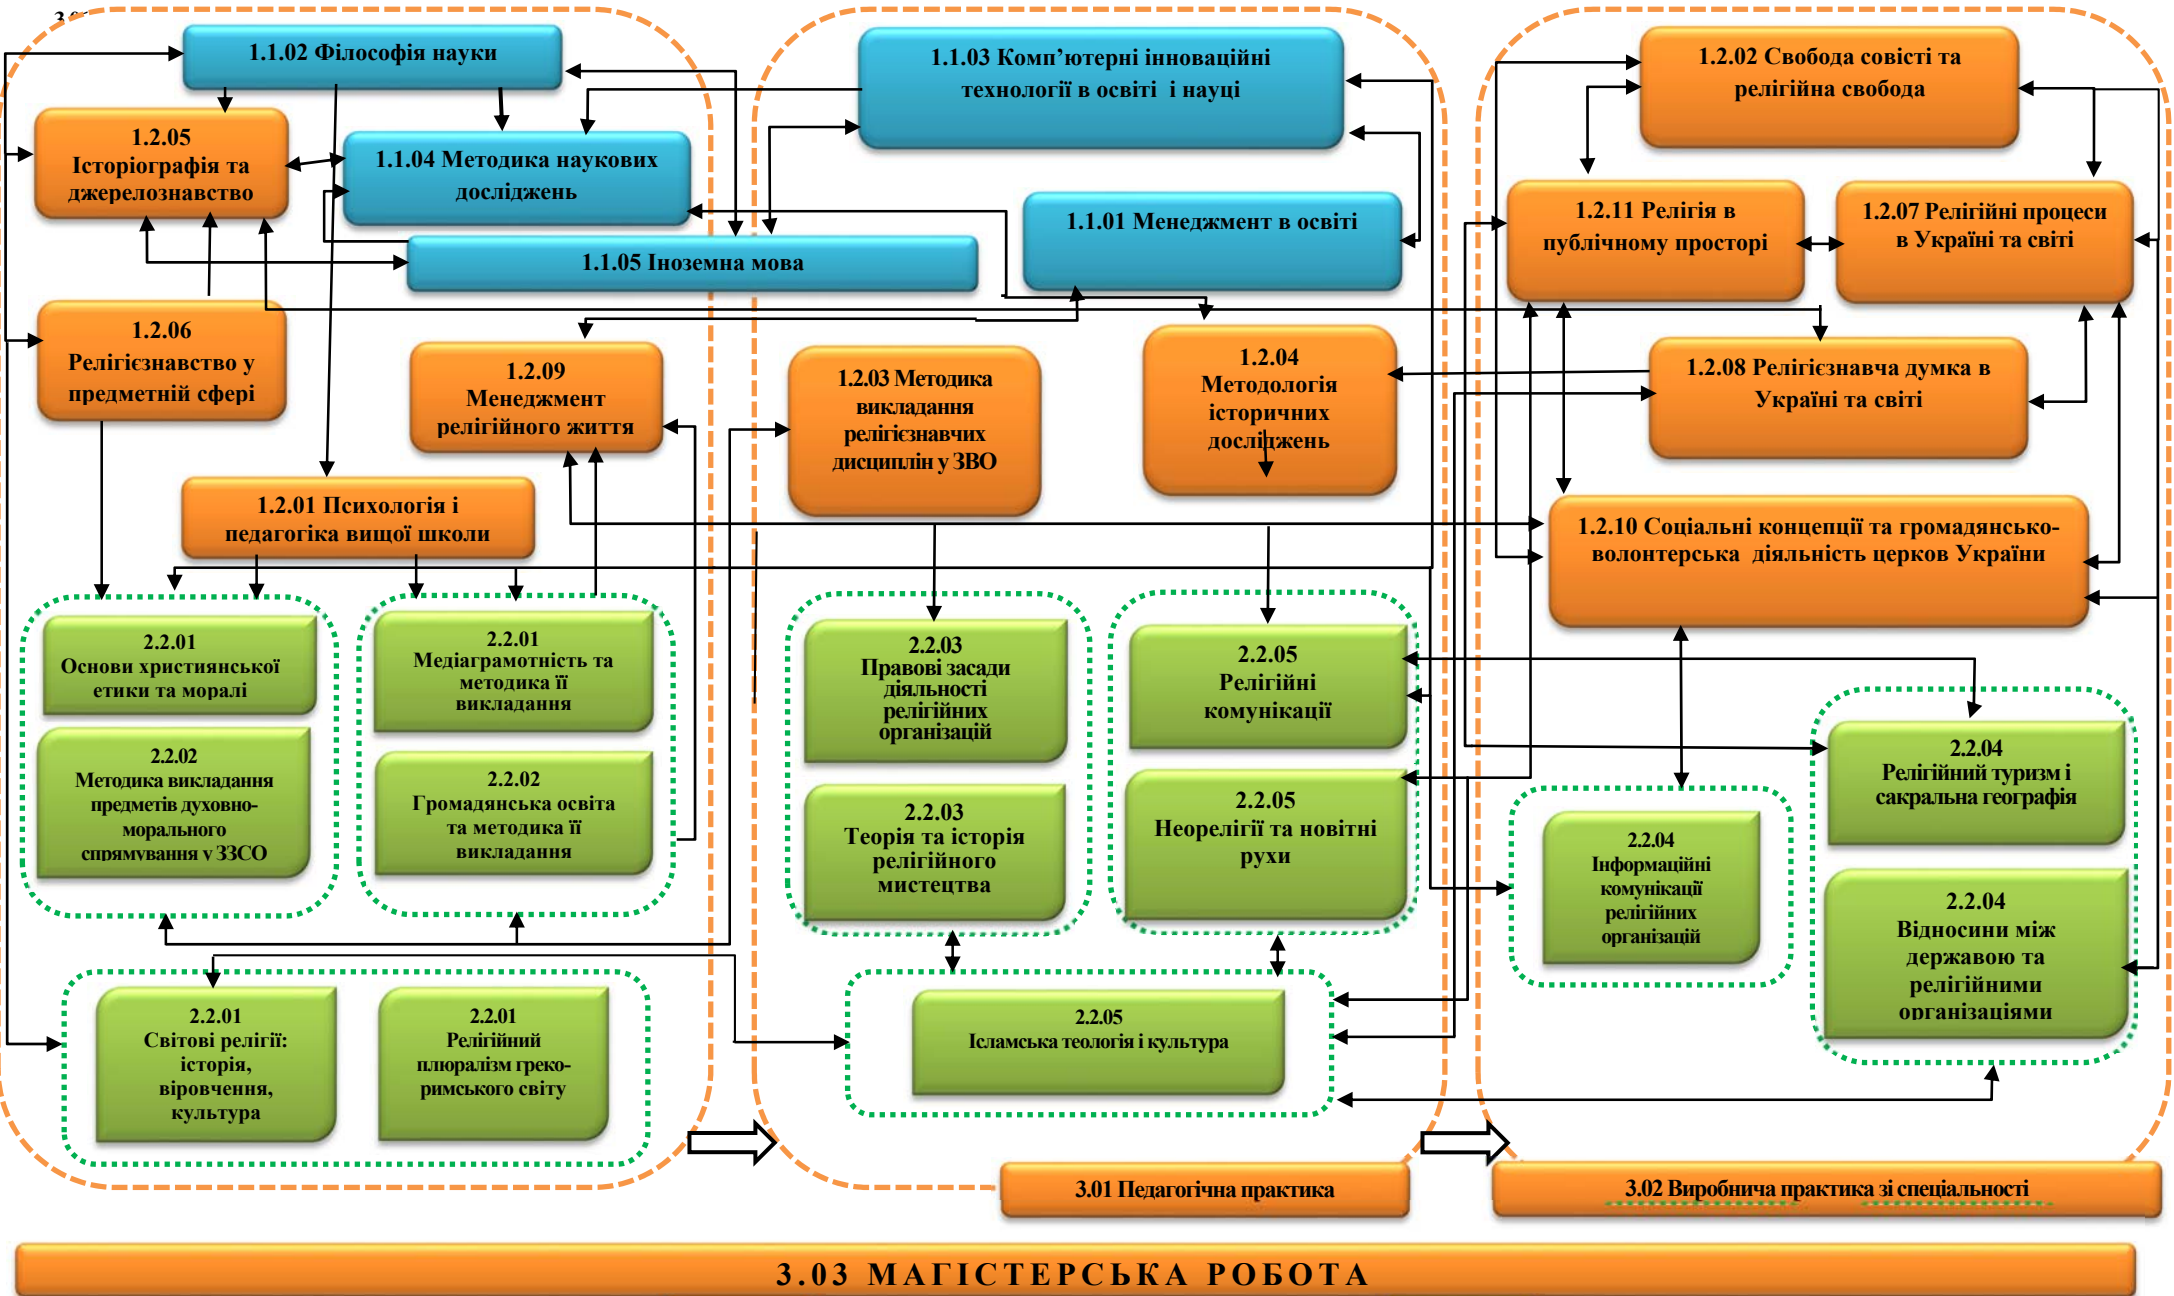 1.1.02 Філософія науки
1.2.05
Історіографія та
джерелознавство
1.1.04 Методика наукових
досліджень
1.1.05 Іноземна мова
1.2.06
Релігієзнавство у
предметній сфері
1.2.09
Менеджмент
релігійного життя
1.2.01 Психологія і
педагогіка вищої школи
2.2.01
Основи християнської
етики та моралі
2.2.02
Методика викладання
предметів духовно-
морального
спрямування у ЗЗСО
2.2.01
Медіаграмотність та
методика її
викладання
2.2.02
Громадянська освіта
та методика її
викладання
2.2.01
Світові релігії:
історія,
віровчення,
культура
2.2.01
Релігійний
плюралізм греко-
римського світу
1.1.03 Комп’ютерні інноваційні
технології в освіті і науці
1.1.01 Менеджмент в освіті
1.2.03 Методика
викладання
релігієзнавчих
дисциплін у ЗВО
1.2.04
Методологія
історичних
досліджень
2.2.03
Правові засади
діяльності
релігійних
організацій
2.2.03
Теорія та історія
релігійного
мистецтва
2.2.05
Релігійні
комунікації
2.2.05
Неорелігії та новітні
рухи
2.2.05
Ісламська теологія і культура
3.01 Педагогічна практика
1.2.02 Свобода совісті та
релігійна свобода
1.2.11 Релігія в
публічному просторі
1.2.07 Релігійні процеси
в Україні та світі
1.2.08 Релігієзнавча думка в
Україні та світі
1.2.10 Соціальні концепції та громадянсько-
волонтерська діяльність церков України
2.2.04
Інформаційні
комунікації
релігійних
організацій
2.2.04
Релігійний туризм і
сакральна географія
2.2.04
Відносини між
державою та
релігійними
організаціями
3.02 Виробнича практика зі спеціальності
3.03 МАГІСТЕРСЬКА РОБОТА